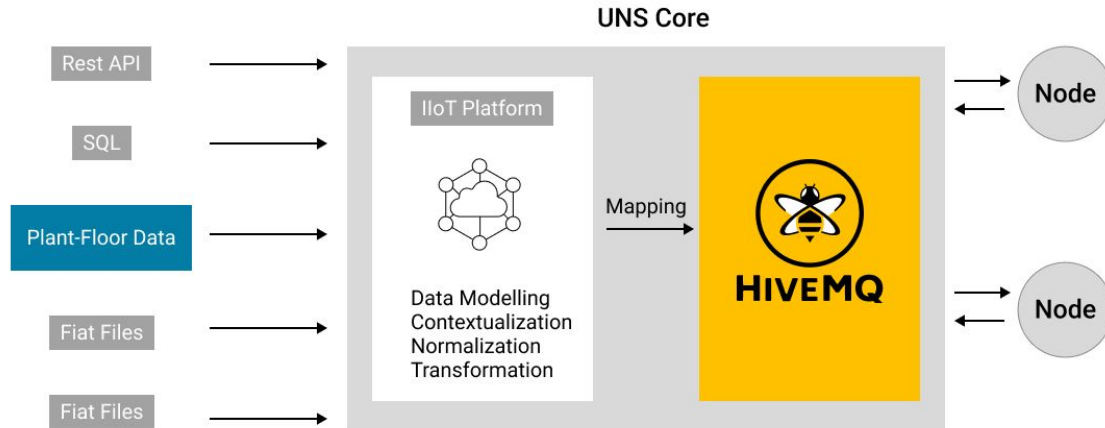 UNS Core
Rest API
SQL
Plant-Floor Data
Fiat Files
Fiat Files
IIoT Platform
Data Modelling
Contextualization
Normalization
Transformation
Mapping
HIVEMQ
Node
Node